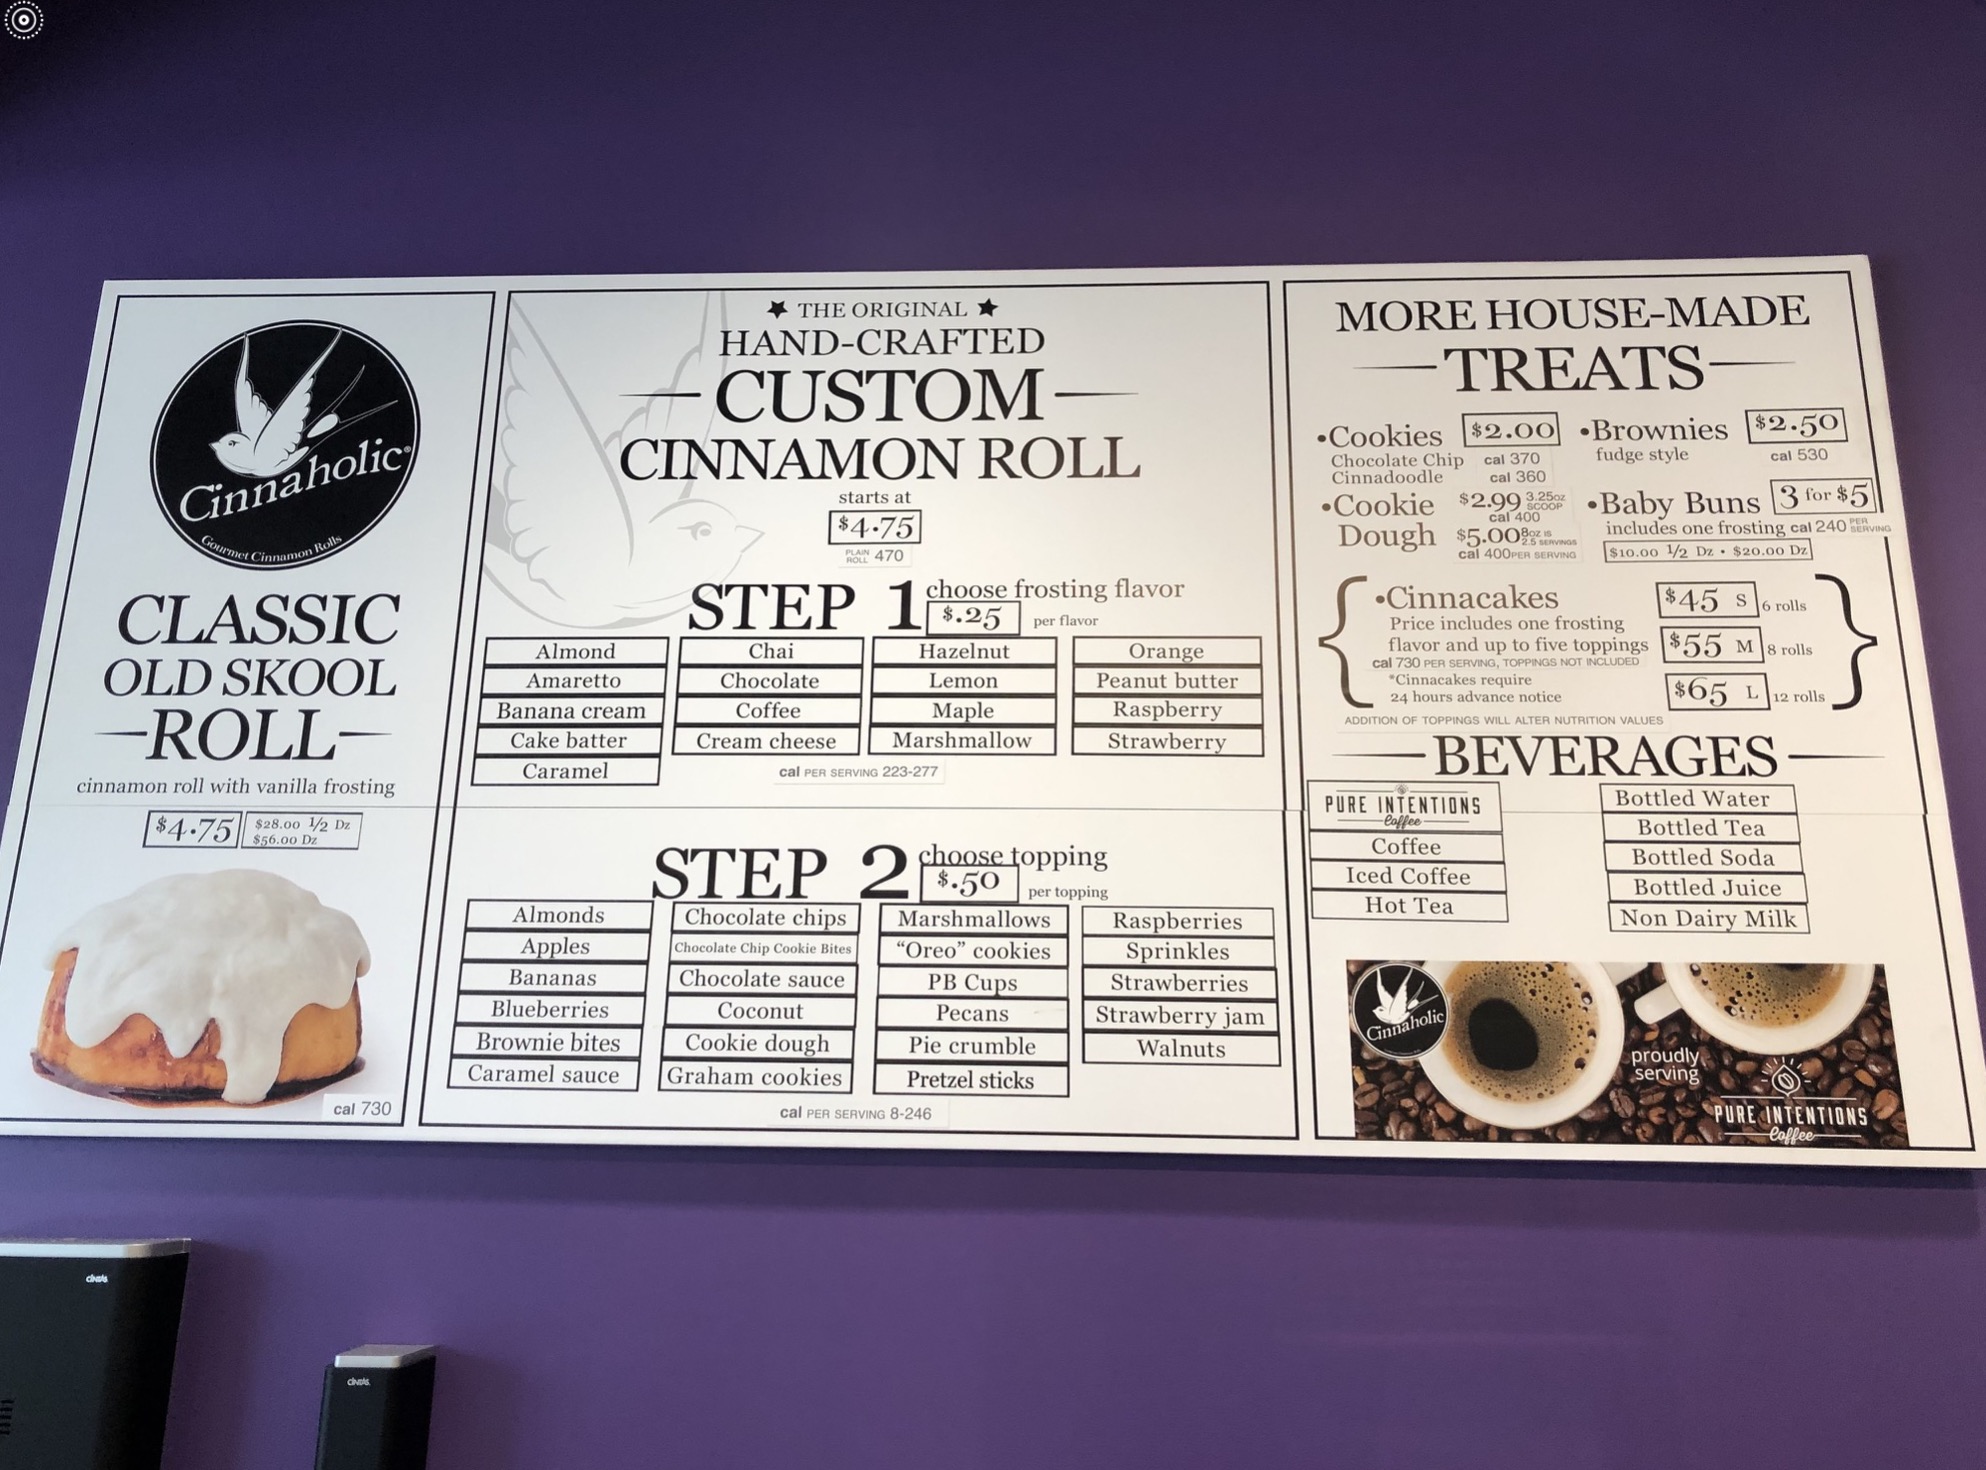 Cinnaholic®
Gourmet Cinnamon Rolls
CLASSIC
OLD SKOOL
ROLL
cinnamon roll with vanilla frosting
$4.75
$28.00 1/2 Dz
$56.00 Dz
cal 730
THE ORIGINAL
HAND-CRAFTED
CUSTOM
CINNAMON ROLL
starts at
$4.75
PLAIN ROLL 470
STEP 1 choose frosting flavor
$.25 per flavor
Almond
Amaretto
Banana cream
Cake batter
Caramel
Chai
Chocolate
Coffee
Cream cheese
Hazelnut
Lemon
Maple
Marshmallow
Orange
Peanut butter
Raspberry
Strawberry
cal PER SERVING 223-277
STEP 2 choose topping
$.50 per topping
Almonds
Apples
Bananas
Blueberries
Brownie bites
Caramel sauce
Chocolate chips
Chocolate Chip Cookie Bites
Chocolate sauce
Coconut
Cookie dough
Graham cookies
Marshmallows
“Oreo” cookies
PB Cups
Pecans
Pie crumble
Pretzel sticks
Raspberries
Sprinkles
Strawberries
Strawberry jam
Walnuts
cal PER SERVING 8-246
MORE HOUSE-MADE
TREATS
•Cookies $2.00
Chocolate Chip cal 370
Cinnadoodle cal 360
•Cookie Dough
$2.99 3.25oz SCOOP
cal 400
$5.00 8oz IS 2.5 SERVINGS
cal 400 PER SERVING
•Brownies $2.50
fudge style cal 530
•Baby Buns 3 for $5
includes one frosting cal 240 PER SERVING
$10.00 1/2 Dz • $20.00 Dz
•Cinnacakes
Price includes one frosting
flavor and up to five toppings
cal 730 PER SERVING, TOPPINGS NOT INCLUDED
*Cinnacakes require
24 hours advance notice
$45 S 6 rolls
$55 M 8 rolls
$65 L 12 rolls
ADDITION OF TOPPINGS WILL ALTER NUTRITION VALUES
BEVERAGES
PURE INTENTIONS
Coffee
Coffee
Iced Coffee
Hot Tea
Bottled Water
Bottled Tea
Bottled Soda
Bottled Juice
Non Dairy Milk
Cinnaholic
proudly
serving
PURE INTENTIONS
Coffee